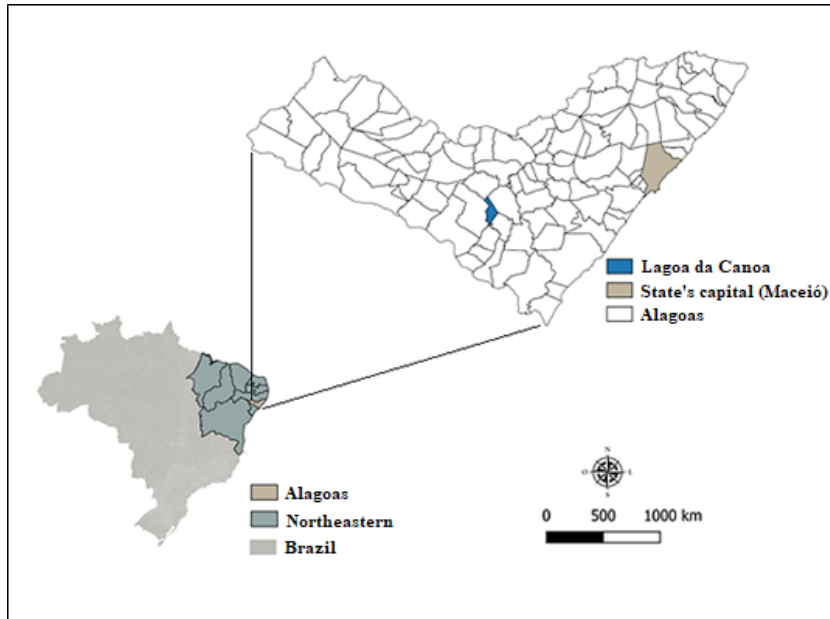 Lagoa da Canoa
State's capital (Maceió)
Alagoas
Alagoas
Northeastern
Brazil
N
O L
S
0 500 1000 km